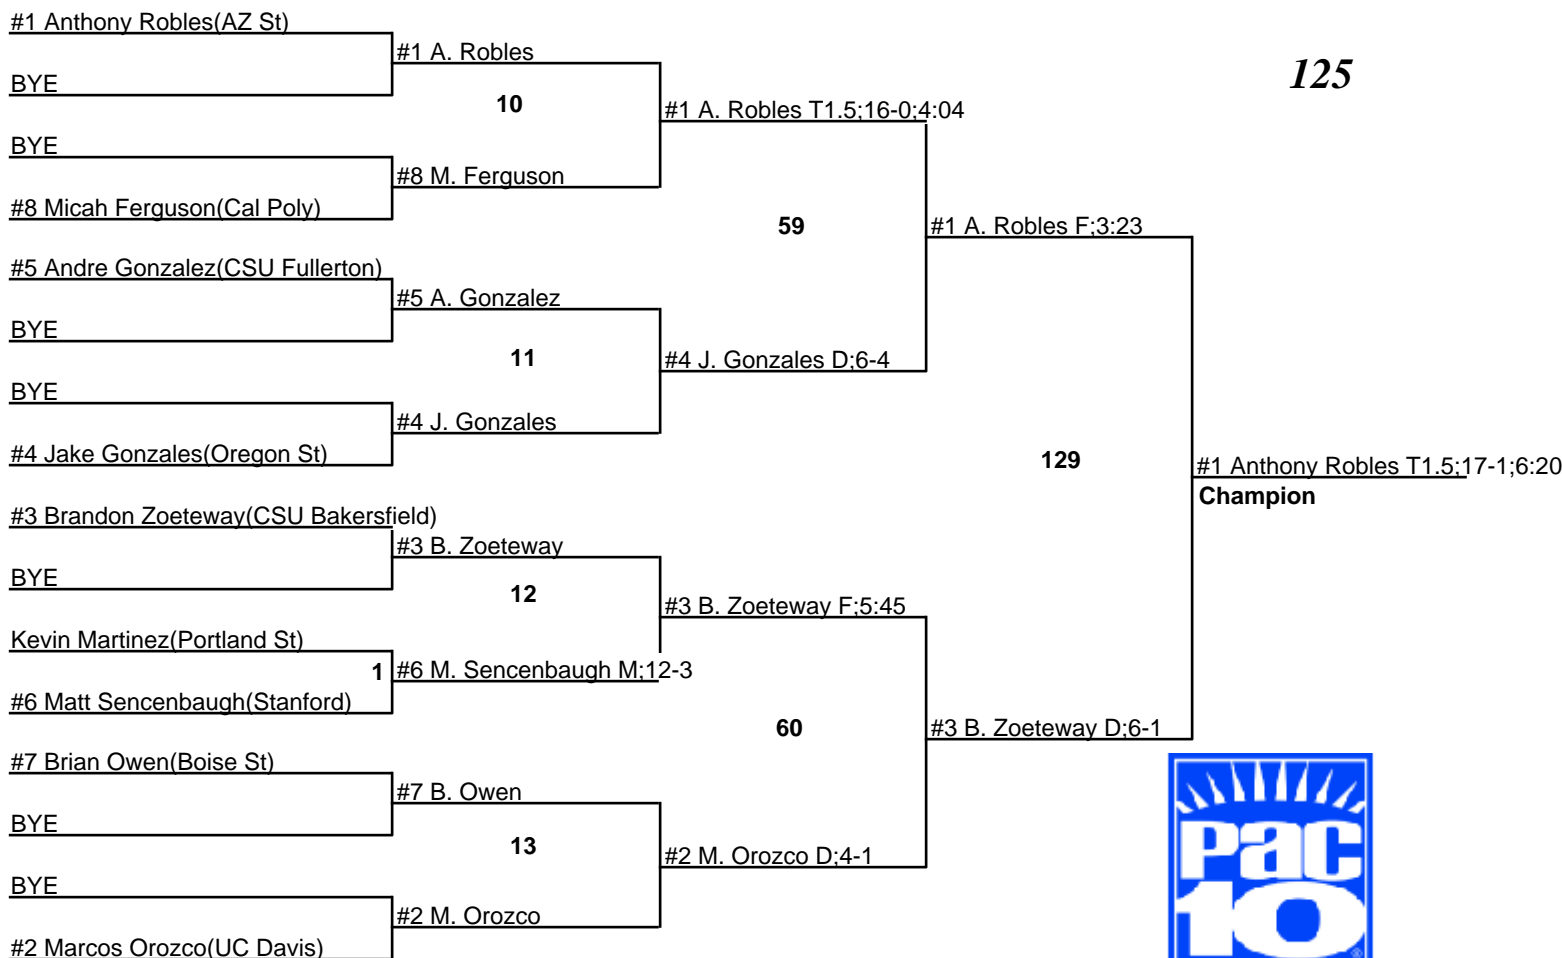 #1 Anthony Robles(AZ St)
#1 A. Robles
125
BYE
10
#1 A. Robles T1.5;16-0;4:04
BYE
#8 M. Ferguson
#8 Micah Ferguson(Cal Poly)
59
#1 A. Robles F;3:23
#5 Andre Gonzalez(CSU Fullerton)
#5 A. Gonzalez
BYE
11
#4 J. Gonzales D;6-4
BYE
#4 J. Gonzales
#4 Jake Gonzales(Oregon St)
129
#1 Anthony Robles T1.5;17-1;6:20
Champion
#3 Brandon Zoeteway(CSU Bakersfield)
#3 B. Zoeteway
BYE
12
#3 B. Zoeteway F;5:45
Kevin Martinez(Portland St)
1
#6 M. Sencenbaugh M;12-3
#6 Matt Sencenbaugh(Stanford)
60
#3 B. Zoeteway D;6-1
#7 Brian Owen(Boise St)
#7 B. Owen
BYE
13
#2 M. Orozco D;4-1
BYE
#2 M. Orozco
#2 Marcos Orozco(UC Davis)
Pac
10
®